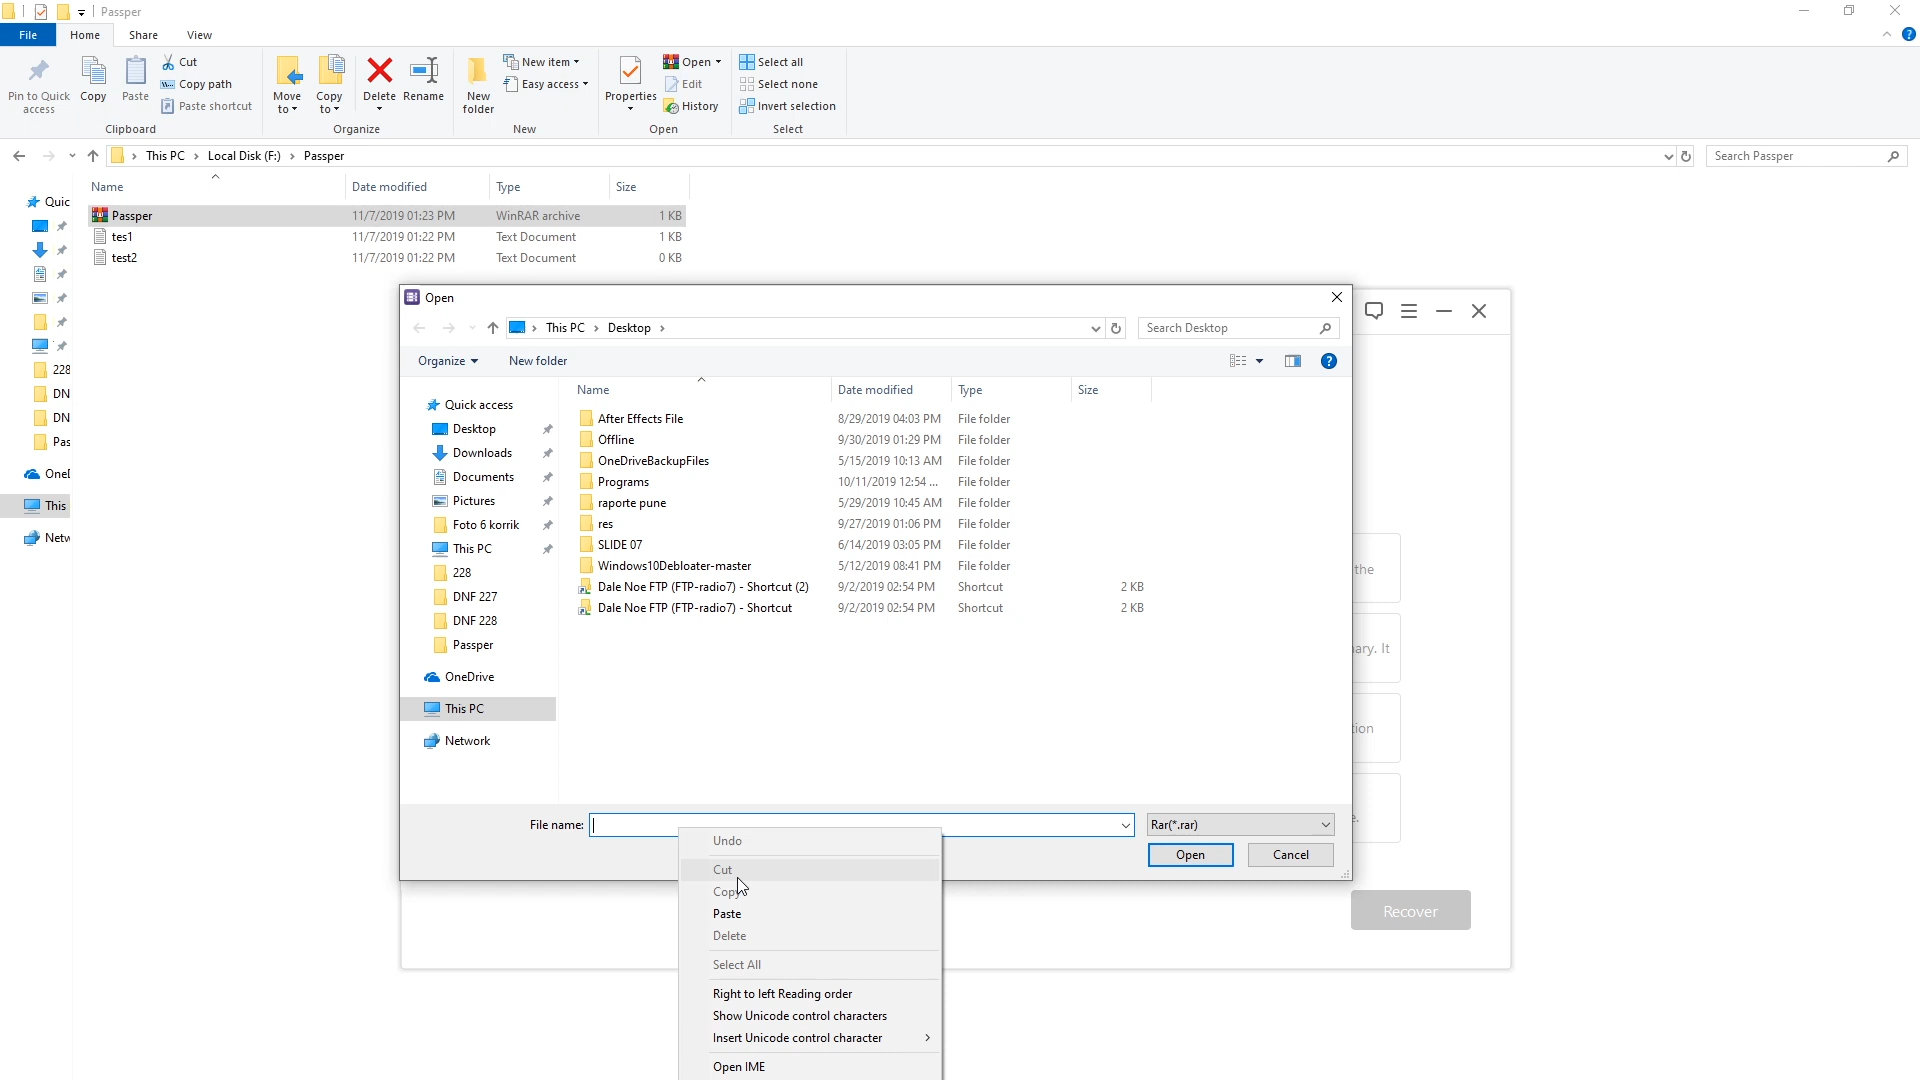 Passper
File Home Share View
Pin to Quick access
Copy
Paste
Cut
Copy path
Paste shortcut
Clipboard
Move to
Copy to
Delete
Rename
Organize
New folder
New item
Easy access
New
Properties
Open
Edit
History
Open
Select all
Select none
Invert selection
Select
This PC > Local Disk (F:) > Passper
Search Passper
Name Date modified Type Size
Passper 11/7/2019 01:23 PM WinRAR archive 1 KB
tes1 11/7/2019 01:22 PM Text Document 1 KB
test2 11/7/2019 01:22 PM Text Document 0 KB
Quic
228
DN
DN
Pas
OneD
This
Netw
Open
This PC > Desktop >
Search Desktop
Organize New folder
Name Date modified Type Size
Quick access
Desktop
Downloads
Documents
Pictures
Foto 6 korrik
This PC
228
DNF 227
DNF 228
Passper
OneDrive
This PC
Network
After Effects File 8/29/2019 04:03 PM File folder
Offline 9/30/2019 01:29 PM File folder
OneDriveBackupFiles 5/15/2019 10:13 AM File folder
Programs 10/11/2019 12:54 ... File folder
raporte pune 5/29/2019 10:45 AM File folder
res 9/27/2019 01:06 PM File folder
SLIDE 07 6/14/2019 03:05 PM File folder
Windows10Debloater-master 5/12/2019 08:41 PM File folder
Dale Noe FTP (FTP-radio7) - Shortcut (2) 9/2/2019 02:54 PM Shortcut 2 KB
Dale Noe FTP (FTP-radio7) - Shortcut 9/2/2019 02:54 PM Shortcut 2 KB
the
ary. It
tion
e.
File name:
Rar(*.rar)
Open Cancel
Undo
Cut
Copy
Paste
Delete
Select All
Right to left Reading order
Show Unicode control characters
Insert Unicode control character >
Open IME
Recover